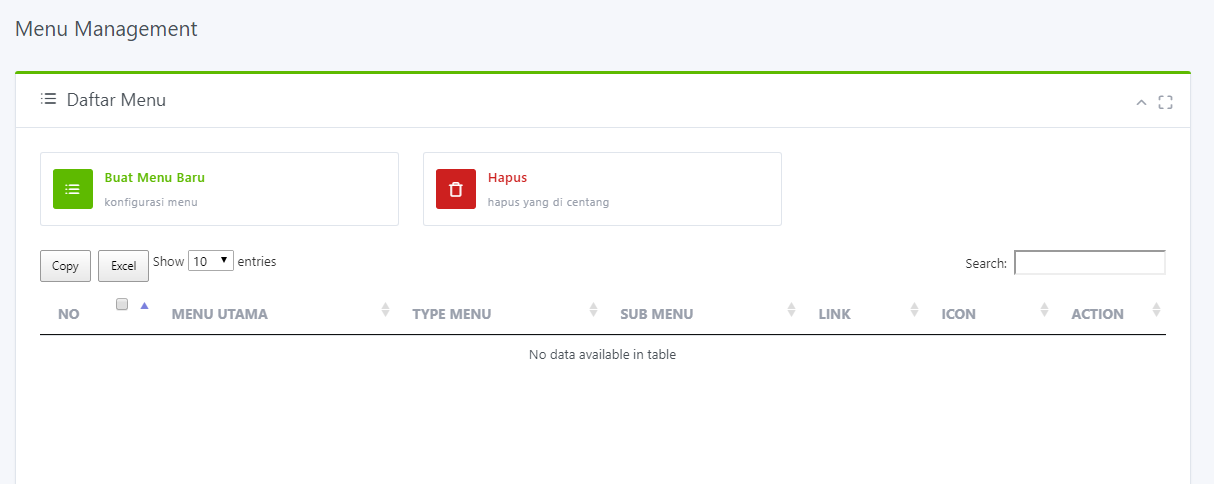 Menu Management
Daftar Menu
Buat Menu Baru
konfigurasi menu
Hapus
hapus yang di centang
Copy Excel Show 10 entries Search:
NO MENU UTAMA TYPE MENU SUB MENU LINK ICON ACTION
No data available in table